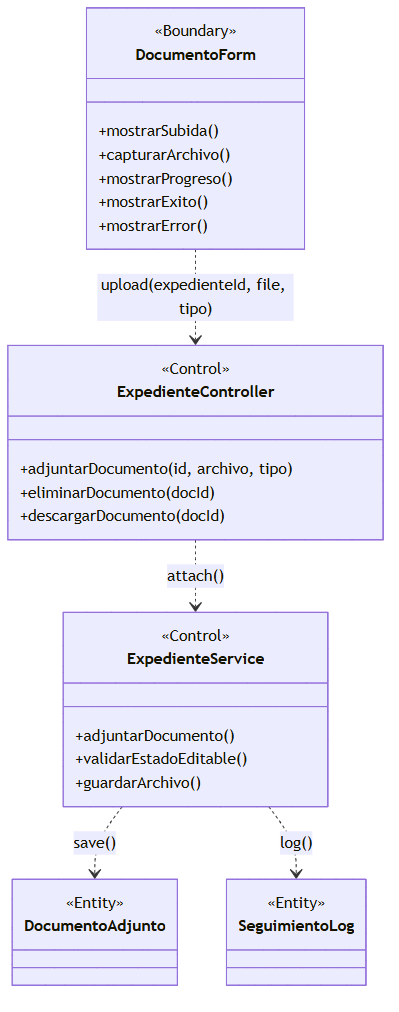 «Boundary»
DocumentoForm
+mostrarSubida()
+capturarArchivo()
+mostrarProgreso()
+mostrarExito()
+mostrarError()
upload(expedienteId, file,
tipo)
«Control»
ExpedienteController
+adjuntarDocumento(id, archivo, tipo)
+eliminarDocumento(docId)
+descargarDocumento(docId)
attach()
«Control»
ExpedienteService
+adjuntarDocumento()
+validarEstadoEditable()
+guardarArchivo()
save()
log()
«Entity»
DocumentoAdjunto
«Entity»
SeguimientoLog